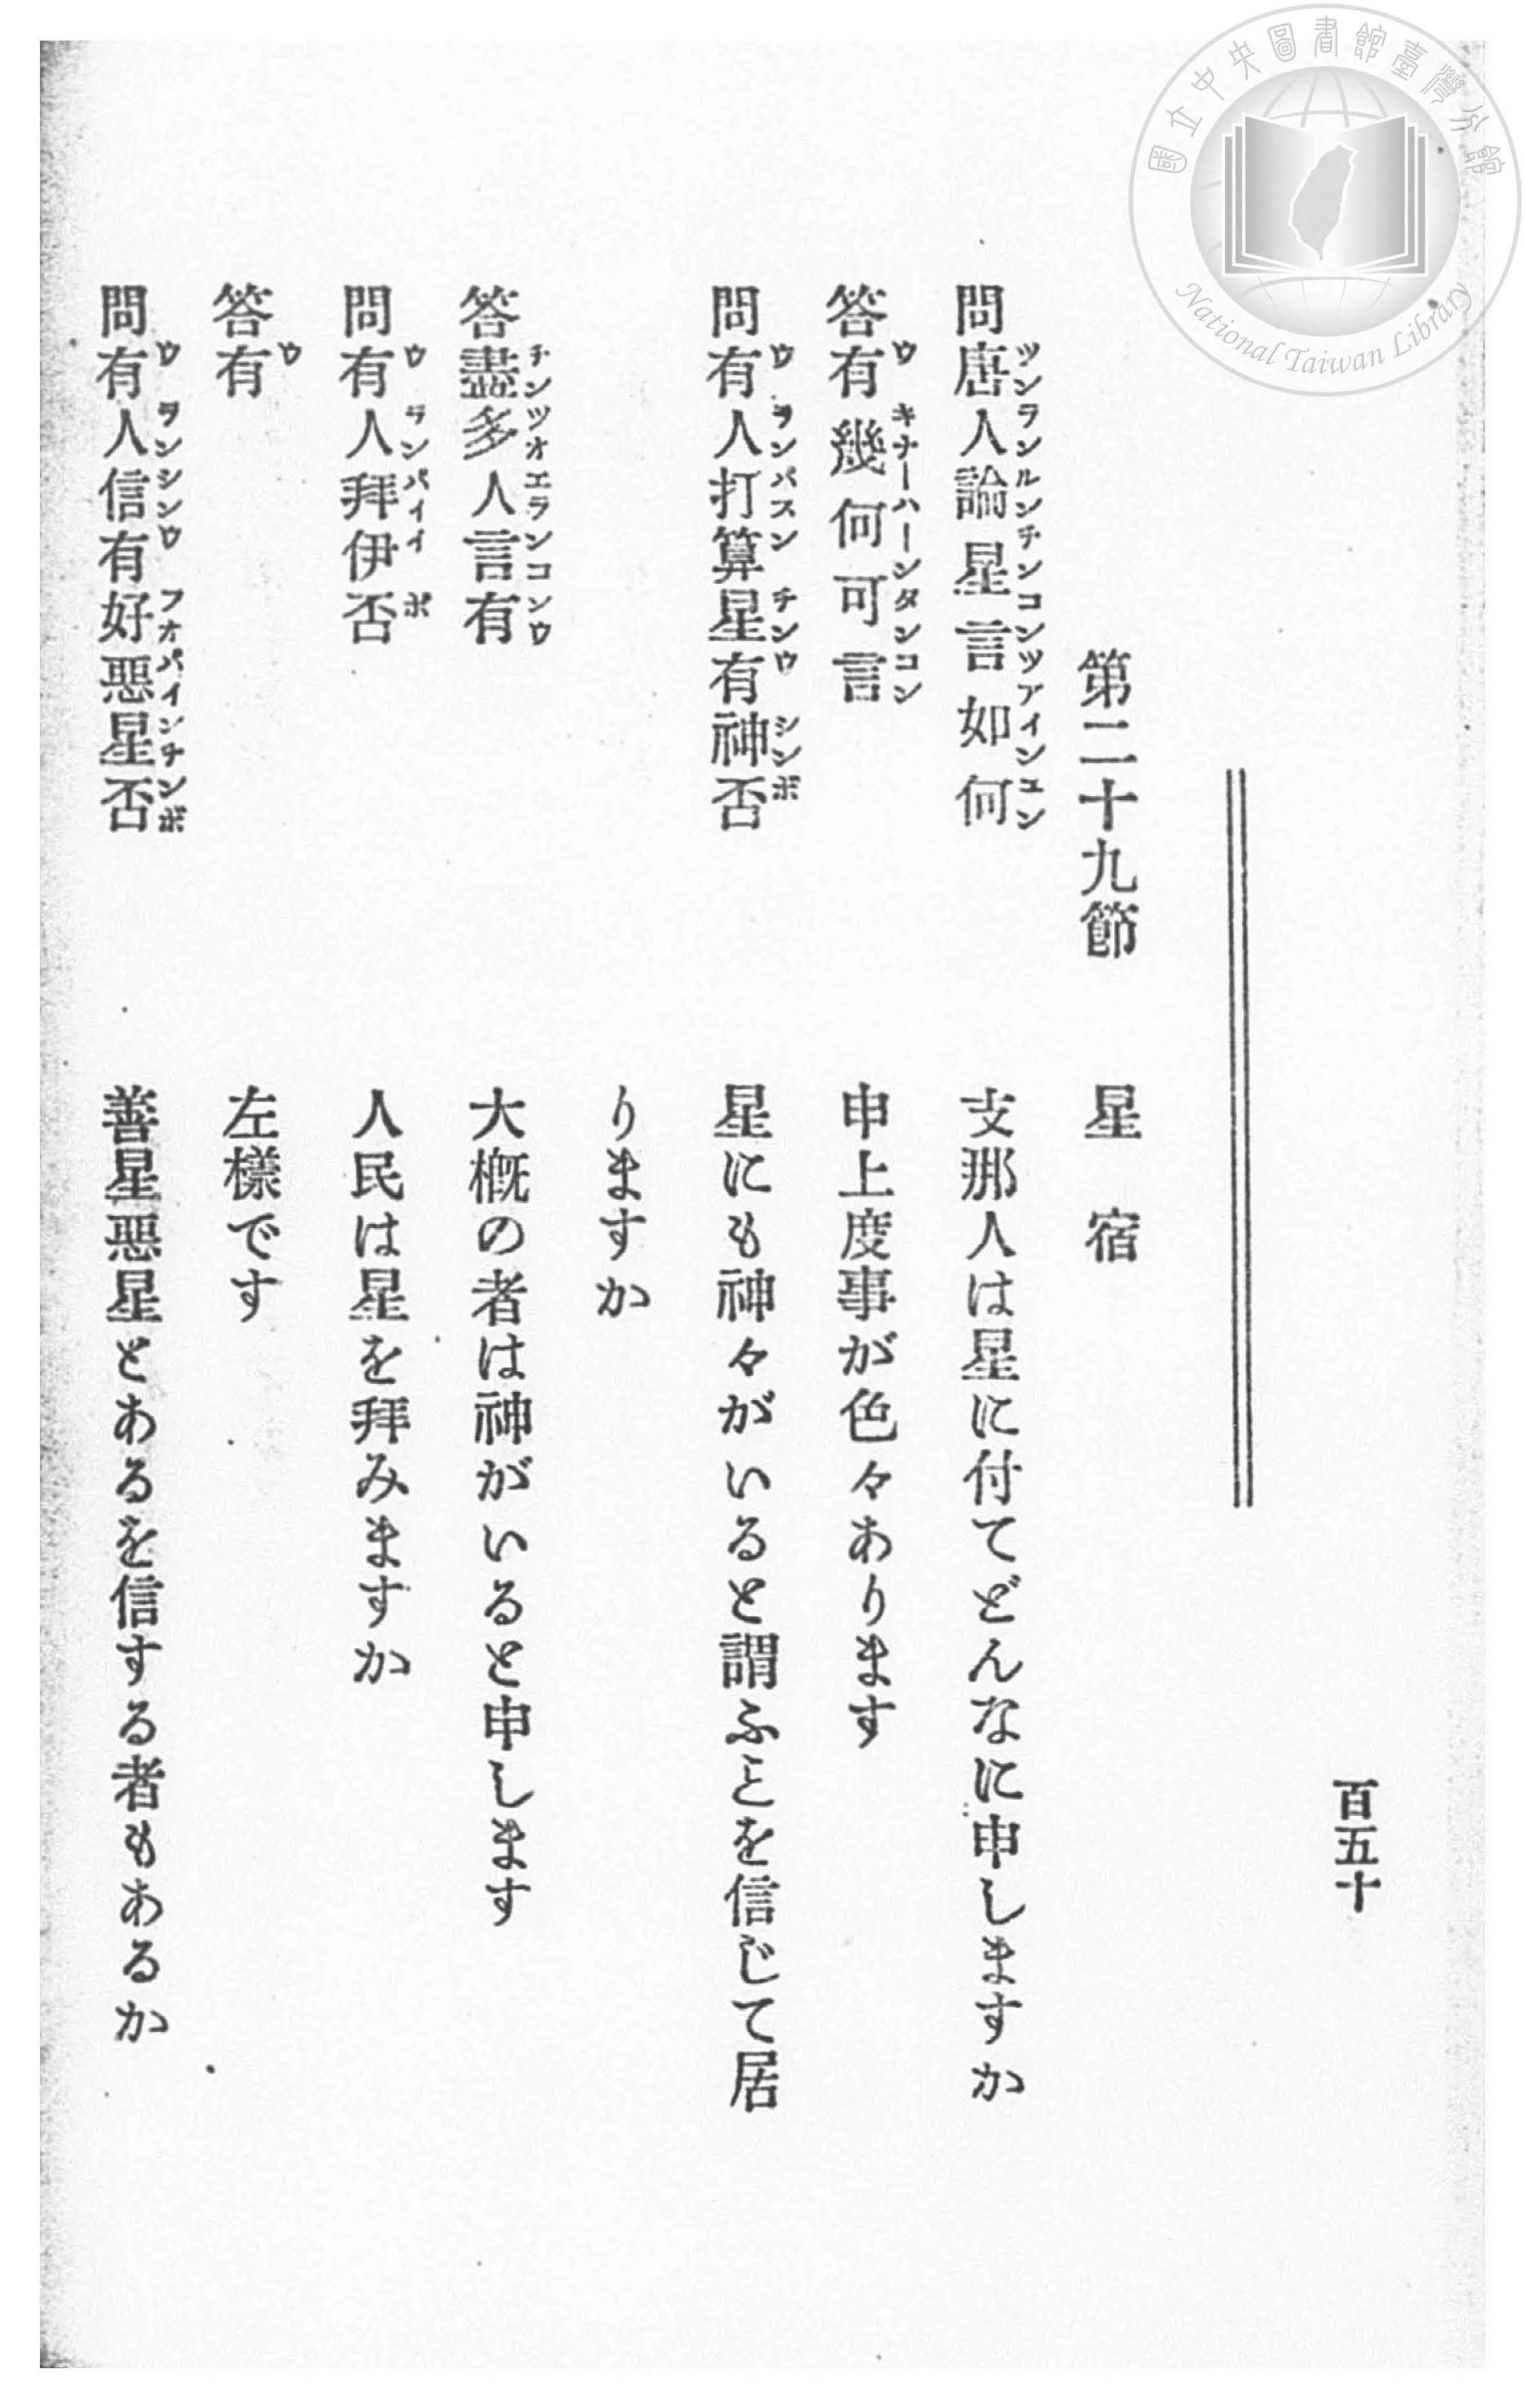 百五十
第二十九節 星宿
問唐人論星言如何 支那人は星に付てどんなに申しますか
ツンランルンチンコンツアインユン
答有幾何可言 申上度事が色々あります
ウキナーハーンタンコン
問有人打算星有神否 星にも神々がいると謂ふことを信じて居
ウランパスンチンウシンボ
りますか
答盡多人言有 大槪の者は神がいると申します
チンツオエランコンウ
問有人拜伊否 人民は星を拜みますか
ウランパイイボ
答有 左樣です
ウ
問有人信有好惡星否 善星惡星とあるを信する者もあるか
ウランシンウフオパインチンボ
國立中央圖書館臺灣分館
National Taiwan Library